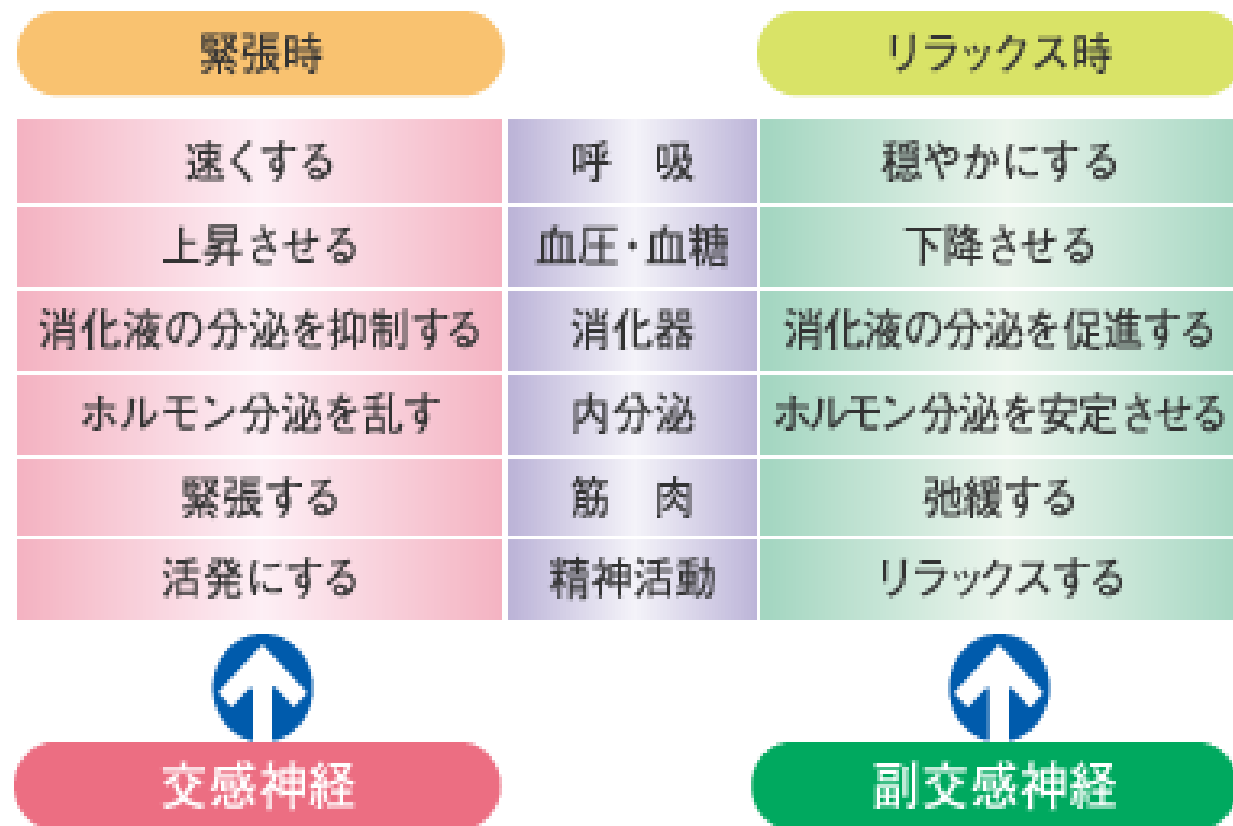 緊張時 リラックス時
速くする 呼 吸 穏やかにする
上昇させる 血圧・血糖 下降させる
消化液の分泌を抑制する 消化器 消化液の分泌を促進する
ホルモン分泌を乱す 内分泌 ホルモン分泌を安定させる
緊張する 筋 肉 弛緩する
活発にする 精神活動 リラックスする
交感神経 副交感神経